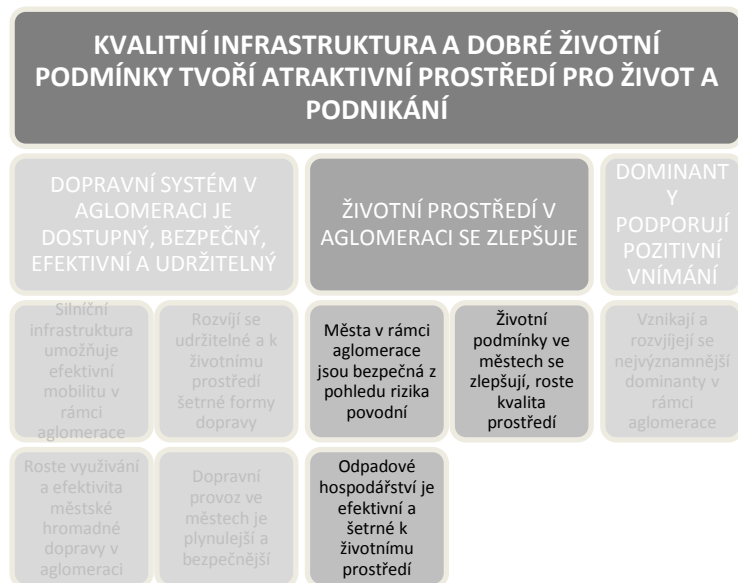 KVALITNÍ INFRASTRUKTURA A DOBRÉ ŽIVOTNÍ
PODMÍNKY TVOŘÍ ATRAKTIVNÍ PROSTŘEDÍ PRO ŽIVOT A
PODNIKÁNÍ
DOPRAVNÍ SYSTÉM V
AGLOMERACI JE
DOSTUPNÝ, BEZPEČNÝ,
EFEKTIVNÍ A UDRŽITELNÝ
ŽIVOTNÍ PROSTŘEDÍ V
AGLOMERACI SE ZLEPŠUJE
DOMINANT
Y
PODPORUJÍ
POZITIVNÍ
VNÍMÁNÍ
Silniční
infrastruktura
umožňuje
efektivní
mobilitu v
rámci
aglomerace
Rozvíjí se
udržitelné a k
životnímu
prostředí
šetrné formy
dopravy
Města v rámci
aglomerace
jsou bezpečná z
pohledu rizika
povodní
Životní
podmínky ve
městech se
zlepšují, roste
kvalita
prostředí
Vznikají a
rozvjíjejí se
nejvýznamnější
dominanty v
rámci
aglomerace
Roste využívání
a efektivita
městské
hromadné
dopravy v
aglomeraci
Dopravní
provoz ve
městech je
plynulejší a
bezpečnější
Odpadové
hospodářství je
efektivní a
šetrné k
životnímu
prostředí